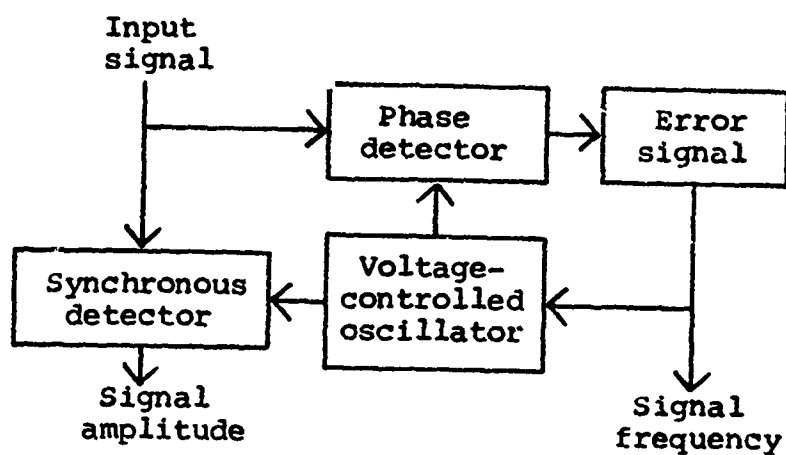 Input
signal
Phase
detector
Error
signal
Synchronous
detector
Voltage-
controlled
oscillator
Signal
amplitude
Signal
frequency